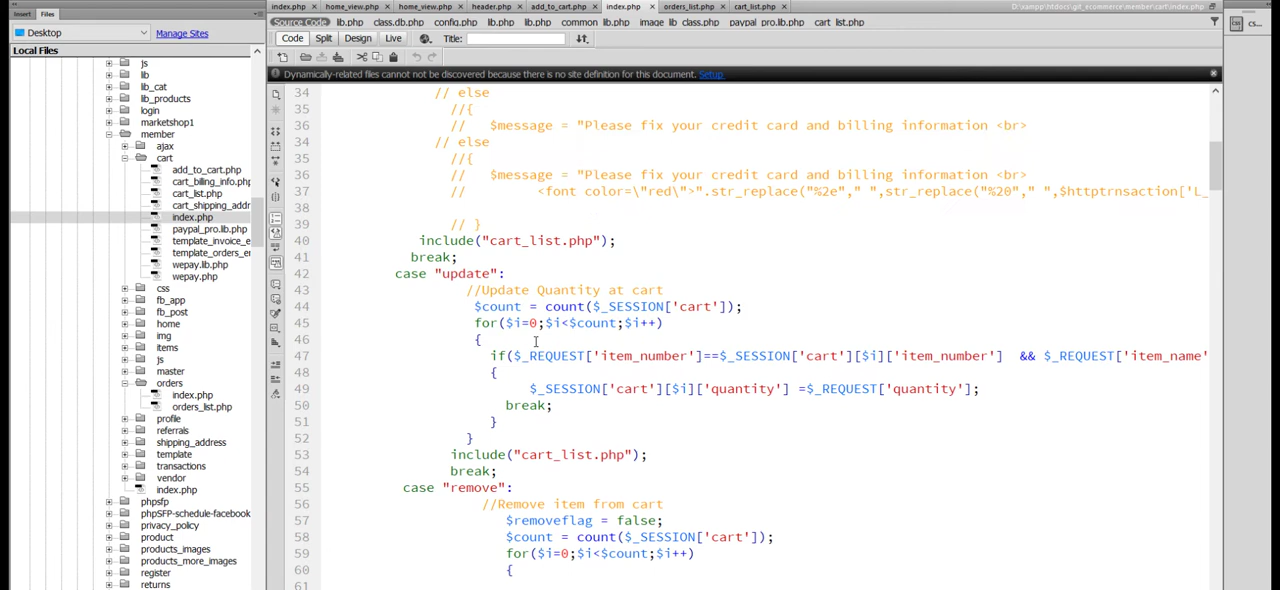 index.php × home_view.php × home_view.php × header.php × add_to_cart.php × index.php × orders_list.php × cart_list.php ×
D:\xampp\htdocs\git_ecommerce\member\cart\index.php
Insert Files
Source Code lib.php class.db.php config.php lib.php lib.php common lib.php image lib class.php paypal pro.lib.php cart list.php
cs...
Desktop Manage Sites
Code Split Design Live Title:
Local Files
Dynamically-related files cannot be discovered because there is no site definition for this document. Setup
js
lib
lib_cat
lib_products
login
marketshop1
member
ajax
cart
add_to_cart.php
cart_billing_info.php
cart_list.php
cart_shipping_addr
index.php
paypal_pro.lib.php
template_invoice_e
template_orders_er
wepay.lib.php
wepay.php
css
fb_app
fb_post
home
img
items
js
master
orders
index.php
orders_list.php
profile
referrals
shipping_address
template
transactions
vendor
index.php
phpsfp
phpSFP-schedule-facebook
privacy_policy
product
products_images
products_more_images
register
returns
34 // else
35 //{
36 // $message = "Please fix your credit card and billing information <br>
34 // else
35 //{
36 // $message = "Please fix your credit card and billing information <br>
37 // <font color=\"red\">".str_replace("%2e"," ",str_replace("%20"," ",$httptrnsaction['L_
38
39 // }
40 include("cart_list.php");
41 break;
42 case "update":
43 //Update Quantity at cart
44 $count = count($_SESSION['cart']);
45 for($i=0;$i<$count;$i++)
46 {
47 if($_REQUEST['item_number']==$_SESSION['cart'][$i]['item_number'] && $_REQUEST['item_name'
48 {
49 $_SESSION['cart'][$i]['quantity'] =$_REQUEST['quantity'];
50 break;
51 }
52 }
53 include("cart_list.php");
54 break;
55 case "remove":
56 //Remove item from cart
57 $removeflag = false;
58 $count = count($_SESSION['cart']);
59 for($i=0;$i<$count;$i++)
60 {
61